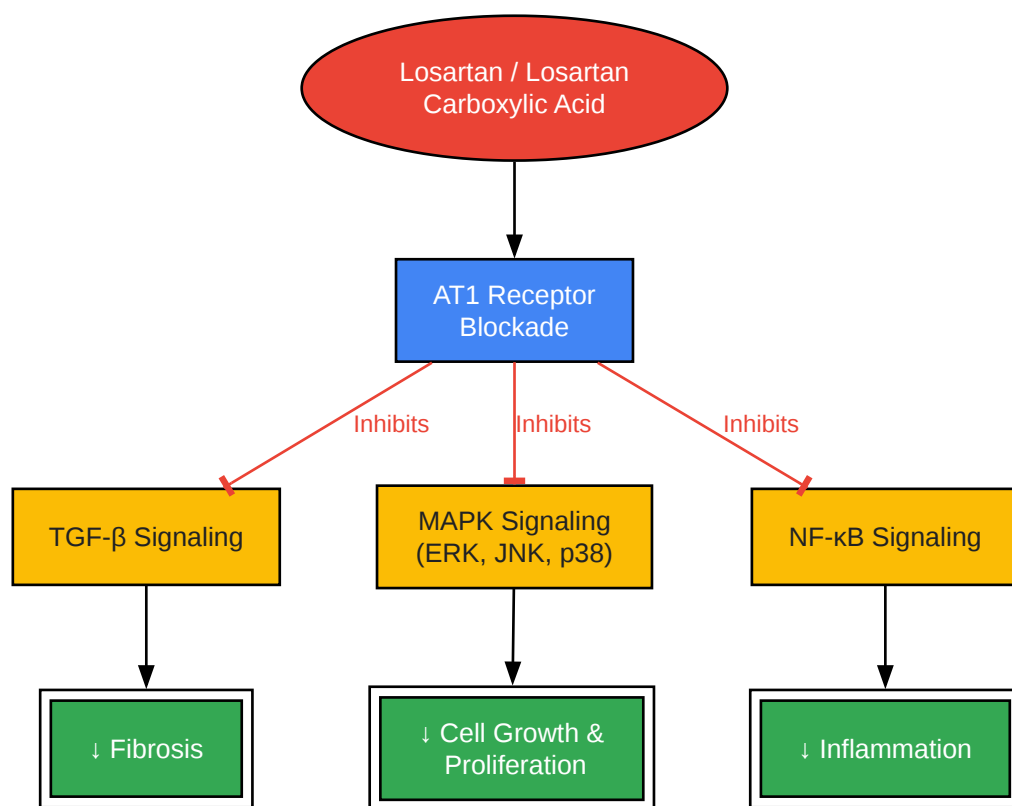 Losartan / Losartan
Carboxylic Acid
AT1 Receptor
Blockade
Inhibits
Inhibits
Inhibits
TGF-β Signaling
MAPK Signaling
(ERK, JNK, p38)
NF-κB Signaling
↓ Fibrosis
↓ Cell Growth &
Proliferation
↓ Inflammation